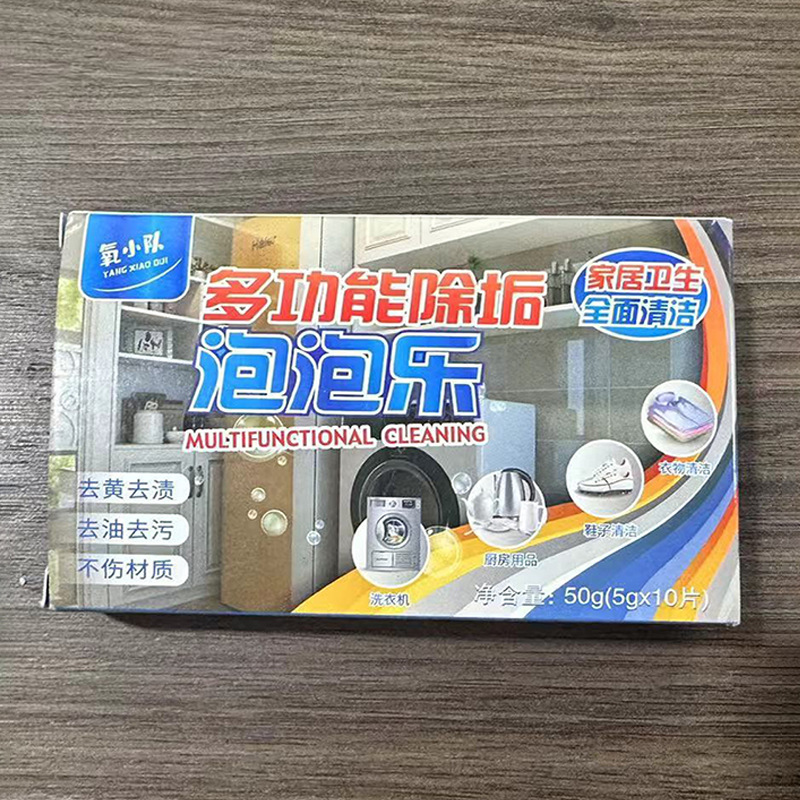 氧小队
YANG XIAO DUI
多功能除垢
泡泡乐
MULTIFUNCTIONAL CLEANING
家居卫生
全面清洁
去黄去渍
去油去污
不伤材质
洗衣机
厨房用品
鞋子清洁
衣物清洁
净含量: 50g(5gx10片)